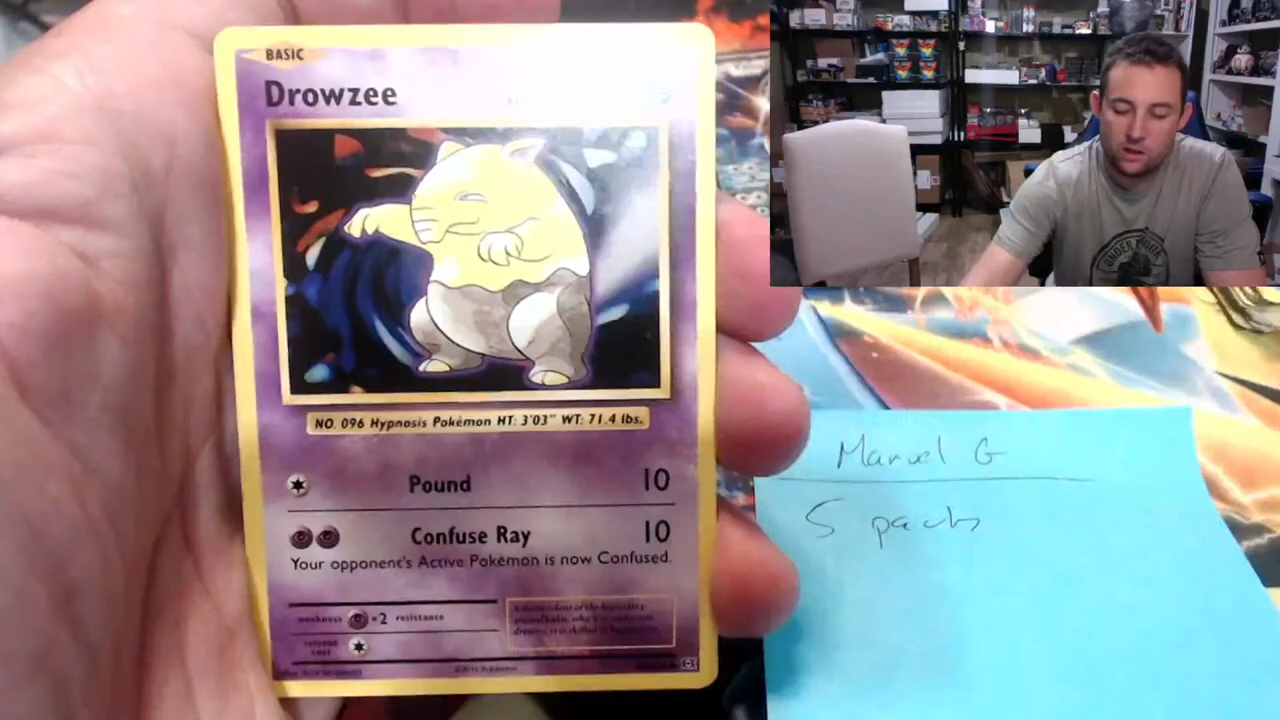 BASIC
Drowzee
NO. 096 Hypnosis Pokémon HT: 3'03" WT: 71.4 lbs.
Pound 10
Confuse Ray 10
Your opponent's Active Pokémon is now Confused.
weakness ×2 resistance
retreat cost
UNDER
Manuel G
5 packs